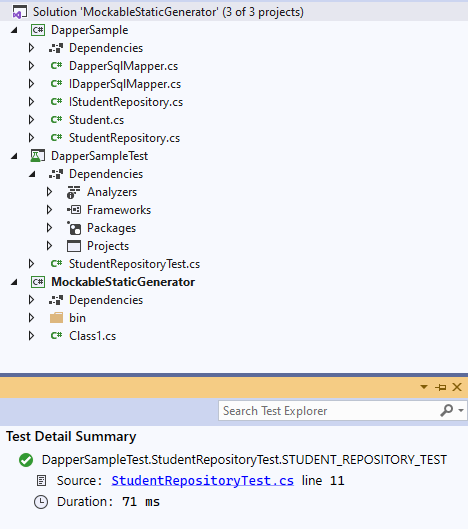 Solution 'MockableStaticGenerator' (3 of 3 projects)
C# DapperSample
Dependencies
C# DapperSqlMapper.cs
C# IDapperSqlMapper.cs
C# IStudentRepository.cs
C# Student.cs
C# StudentRepository.cs
DapperSampleTest
Dependencies
Analyzers
Frameworks
Packages
Projects
C# StudentRepositoryTest.cs
C# MockableStaticGenerator
Dependencies
bin
C# Class1.cs
Search Test Explorer
Test Detail Summary
DapperSampleTest.StudentRepositoryTest.STUDENT_REPOSITORY_TEST
Source: StudentRepositoryTest.cs line 11
Duration: 71 ms